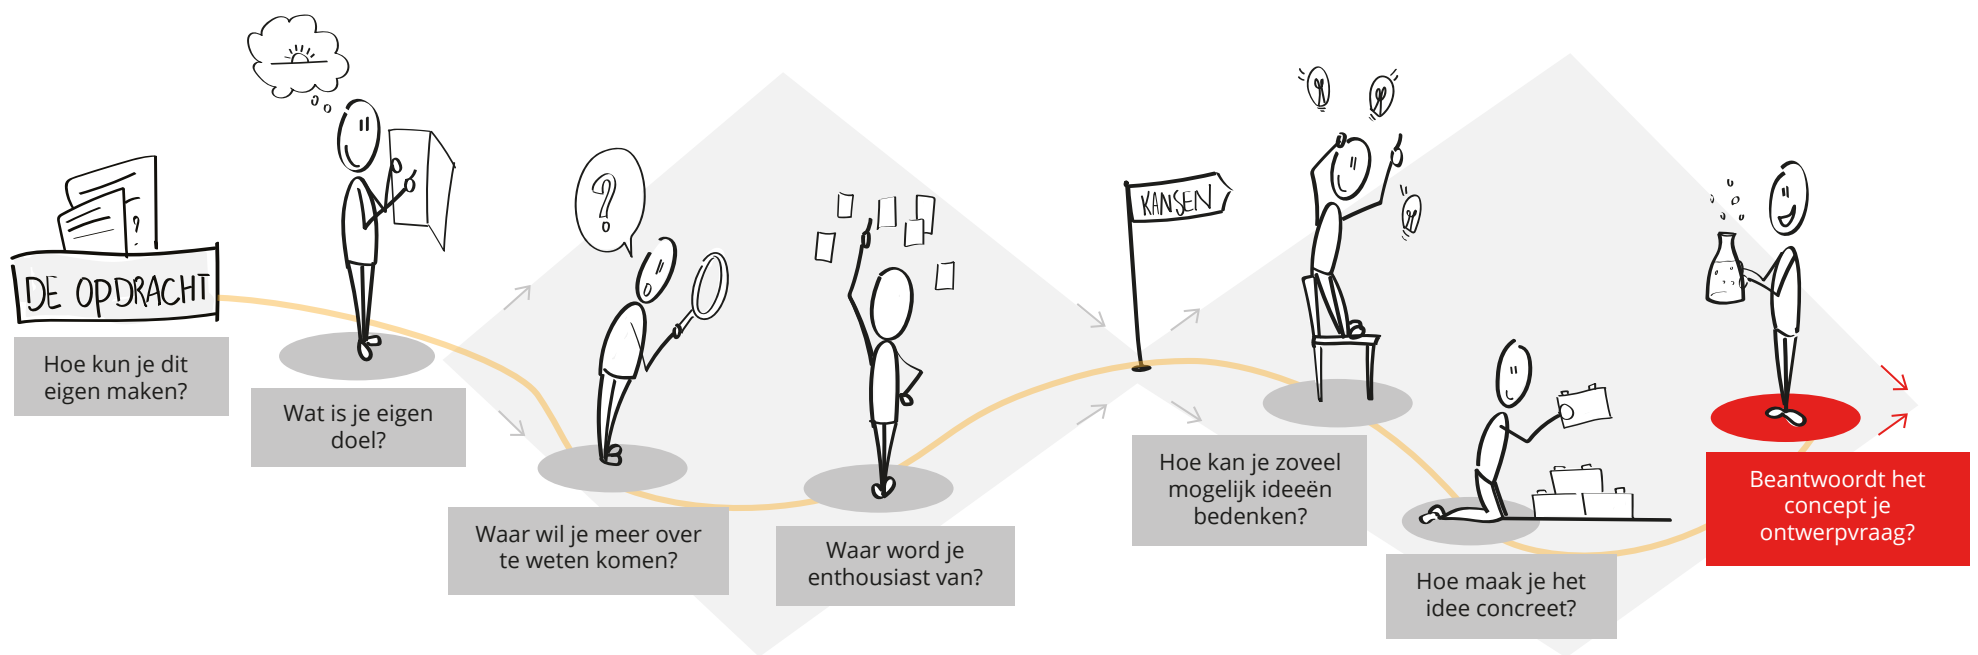 DE OPDRACHT
Hoe kun je dit
eigen maken?
Wat is je eigen
doel?
?
?
Waar wil je meer over
te weten komen?
Waar word je
enthousiast van?
KANSEN
Hoe kan je zoveel
mogelijk ideeën
bedenken?
Hoe maak je het
idee concreet?
Beantwoordt het
concept je
ontwerpvraag?